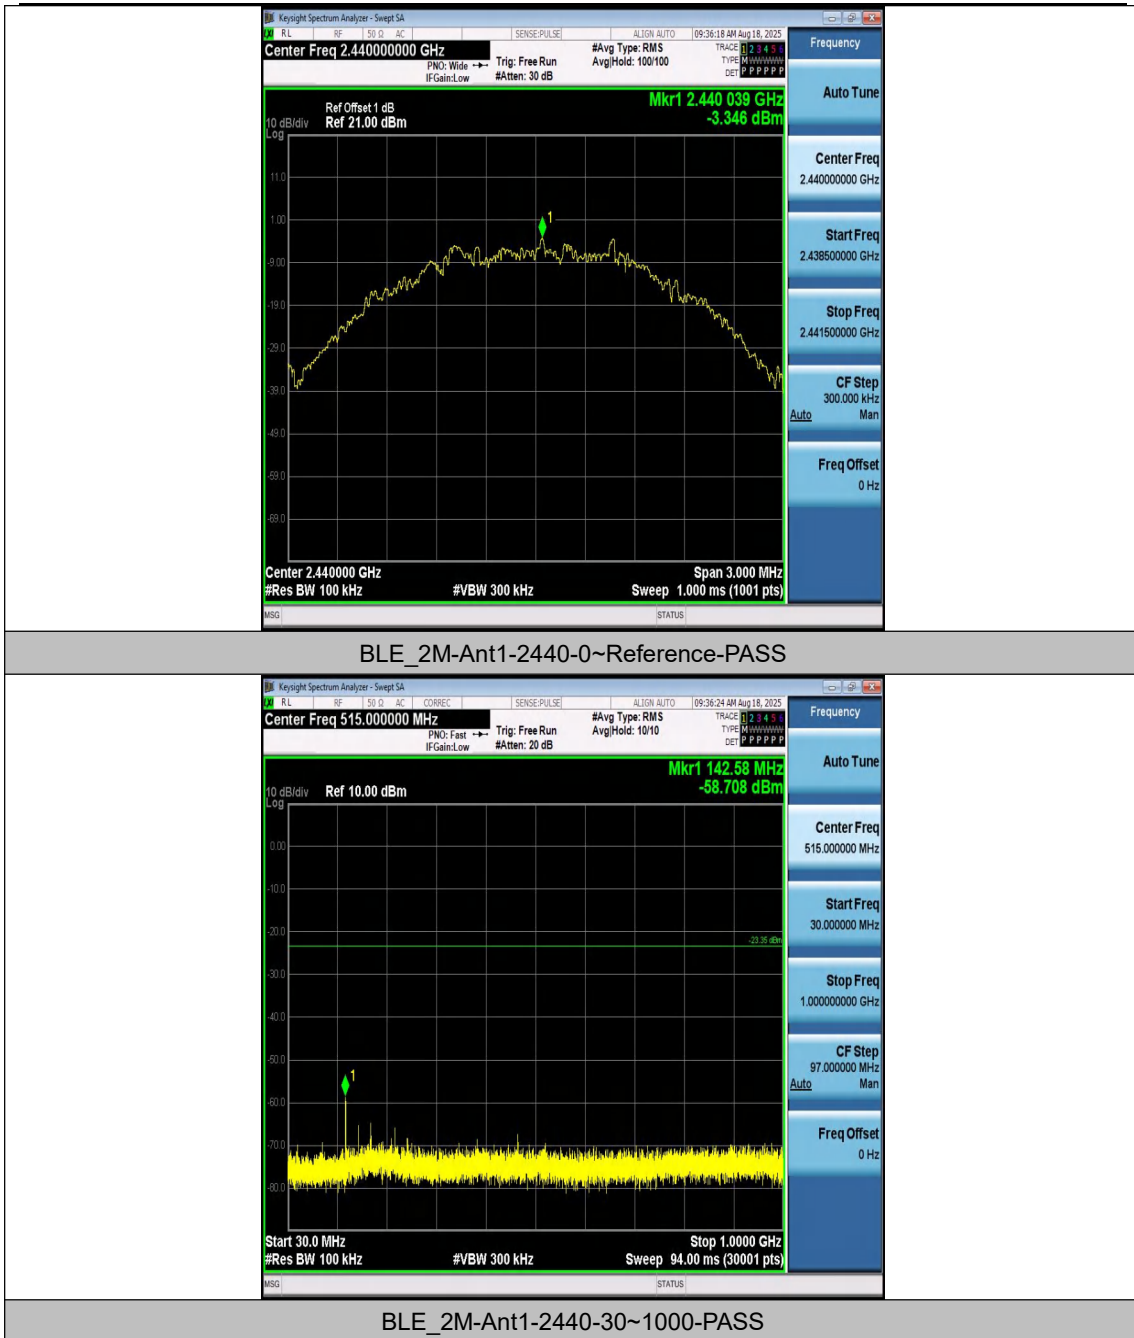 Keysight Spectrum Analyzer - Swept SA
RL RF 50 Ω AC SENSE:PULSE ALIGN AUTO 09:36:18 AM Aug 18, 2025
Center Freq 2.440000000 GHz
PNO: Wide
IFGain:Low
Trig: Free Run
#Atten: 30 dB
#Avg Type: RMS
Avg|Hold: 100/100
TRACE 1 2 3 4 5 6
TYPE M WWWWW
DET P P P P P P
Frequency
Mkr1 2.440 039 GHz
-3.346 dBm
Ref Offset 1 dB
10 dB/div Ref 21.00 dBm
Log
11.0
1.00
-9.00
-19.0
-29.0
-39.0
-49.0
-59.0
-69.0
1
Center 2.440000 GHz Span 3.000 MHz
#Res BW 100 kHz #VBW 300 kHz Sweep 1.000 ms (1001 pts)
MSG STATUS
Auto Tune
Center Freq
2.440000000 GHz
Start Freq
2.438500000 GHz
Stop Freq
2.441500000 GHz
CF Step
300.000 kHz
Auto Man
Freq Offset
0 Hz
BLE_2M-Ant1-2440-0~Reference-PASS
Keysight Spectrum Analyzer - Swept SA
RL RF 50 Ω AC CORREC SENSE:PULSE ALIGN AUTO 09:36:24 AM Aug 18, 2025
Center Freq 515.000000 MHz
PNO: Fast
IFGain:Low
Trig: Free Run
#Atten: 20 dB
#Avg Type: RMS
Avg|Hold: 10/10
TRACE 1 2 3 4 5 6
TYPE M WWWWW
DET P P P P P P
Frequency
Mkr1 142.58 MHz
-58.708 dBm
10 dB/div Ref 10.00 dBm
Log
0.00
-10.0
-20.0
-30.0
-40.0
-50.0
-60.0
-70.0
-80.0
-23.35 dBm
1
Start 30.0 MHz Stop 1.0000 GHz
#Res BW 100 kHz #VBW 300 kHz Sweep 94.00 ms (30001 pts)
MSG STATUS
Auto Tune
Center Freq
515.000000 MHz
Start Freq
30.000000 MHz
Stop Freq
1.000000000 GHz
CF Step
97.000000 MHz
Auto Man
Freq Offset
0 Hz
BLE_2M-Ant1-2440-30~1000-PASS